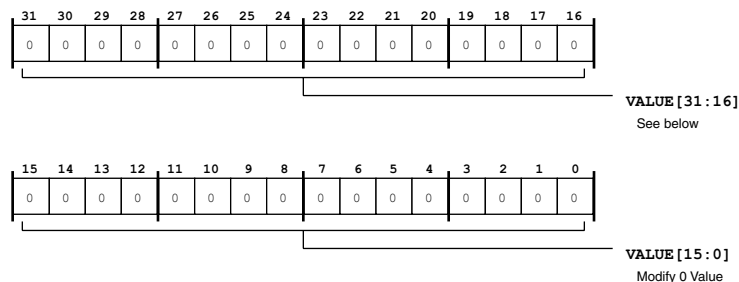 31 30 29 28 27 26 25 24 23 22 21 20 19 18 17 16
0 0 0 0 0 0 0 0 0 0 0 0 0 0 0 0
VALUE[31:16]
See below
15 14 13 12 11 10 9 8 7 6 5 4 3 2 1 0
0 0 0 0 0 0 0 0 0 0 0 0 0 0 0 0
VALUE[15:0]
Modify 0 Value